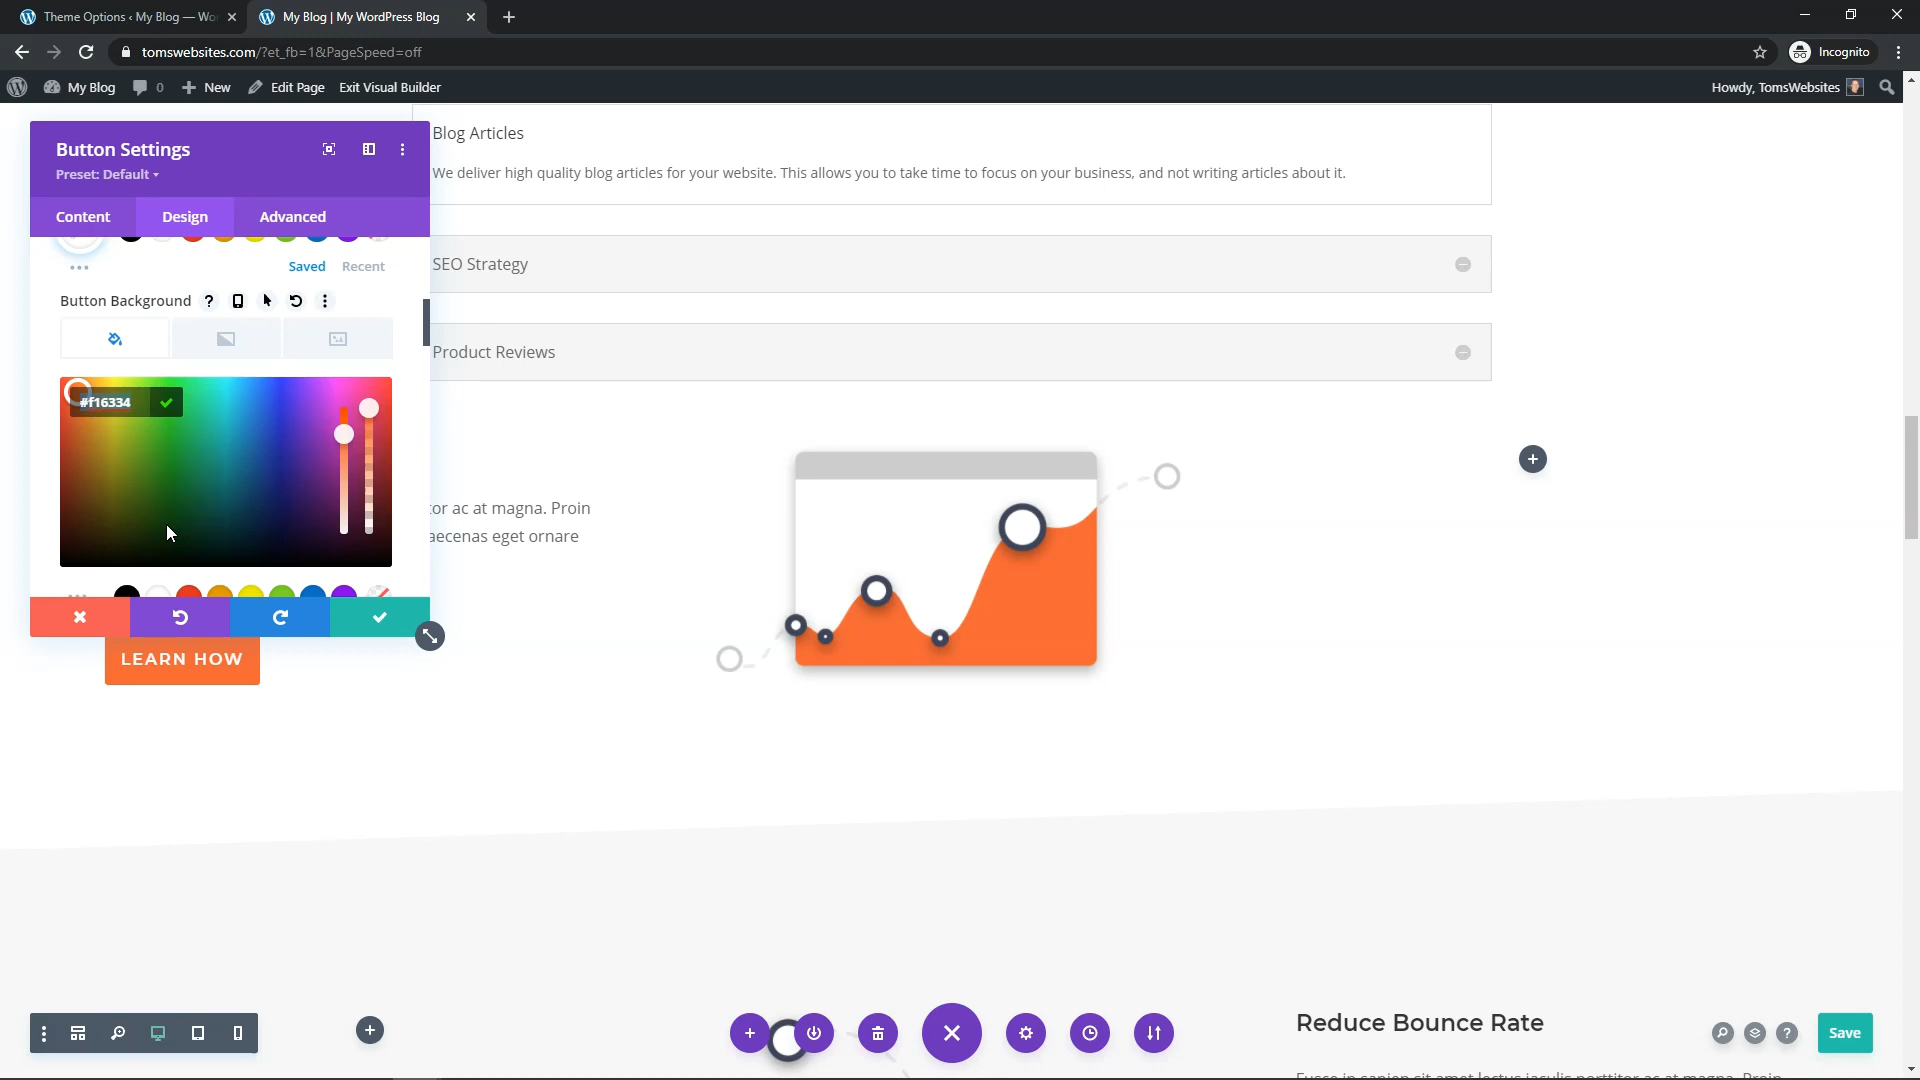 Theme Options ‹ My Blog — Wo
My Blog | My WordPress Blog
tomswebsites.com/?et_fb=1&PageSpeed=off
Incognito
My Blog
0
New
Edit Page
Exit Visual Builder
Howdy, TomsWebsites
Button Settings
Preset: Default
Content
Design
Advanced
Saved
Recent
Button Background
#f16334
LEARN HOW
Blog Articles
We deliver high quality blog articles for your website. This allows you to take time to focus on your business, and not writing articles about it.
SEO Strategy
Product Reviews
tor ac at magna. Proin
aecenas eget ornare
Reduce Bounce Rate
Save